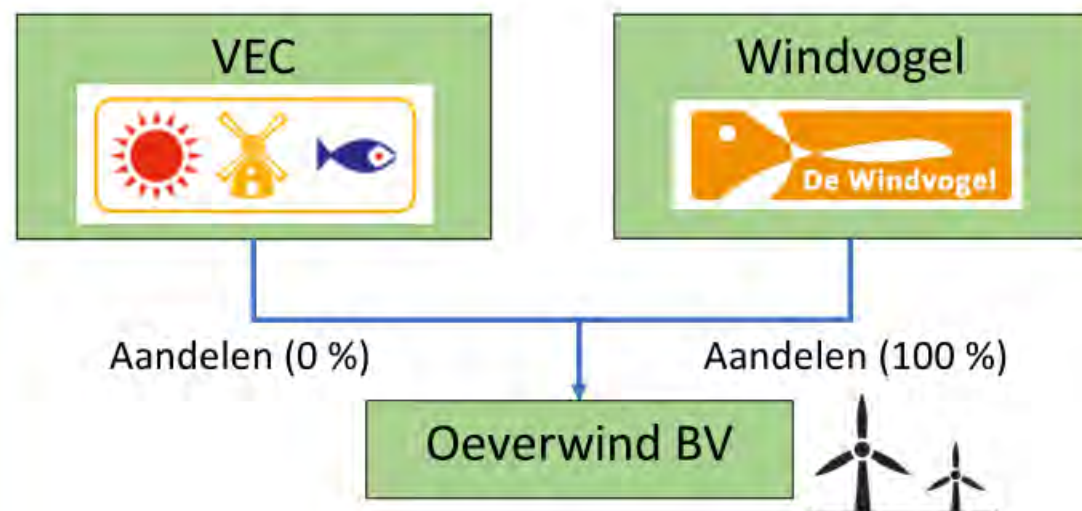 VEC
Windvogel
De Windvogel
Aandelen (0 %)
Aandelen (100 %)
Oeverwind BV